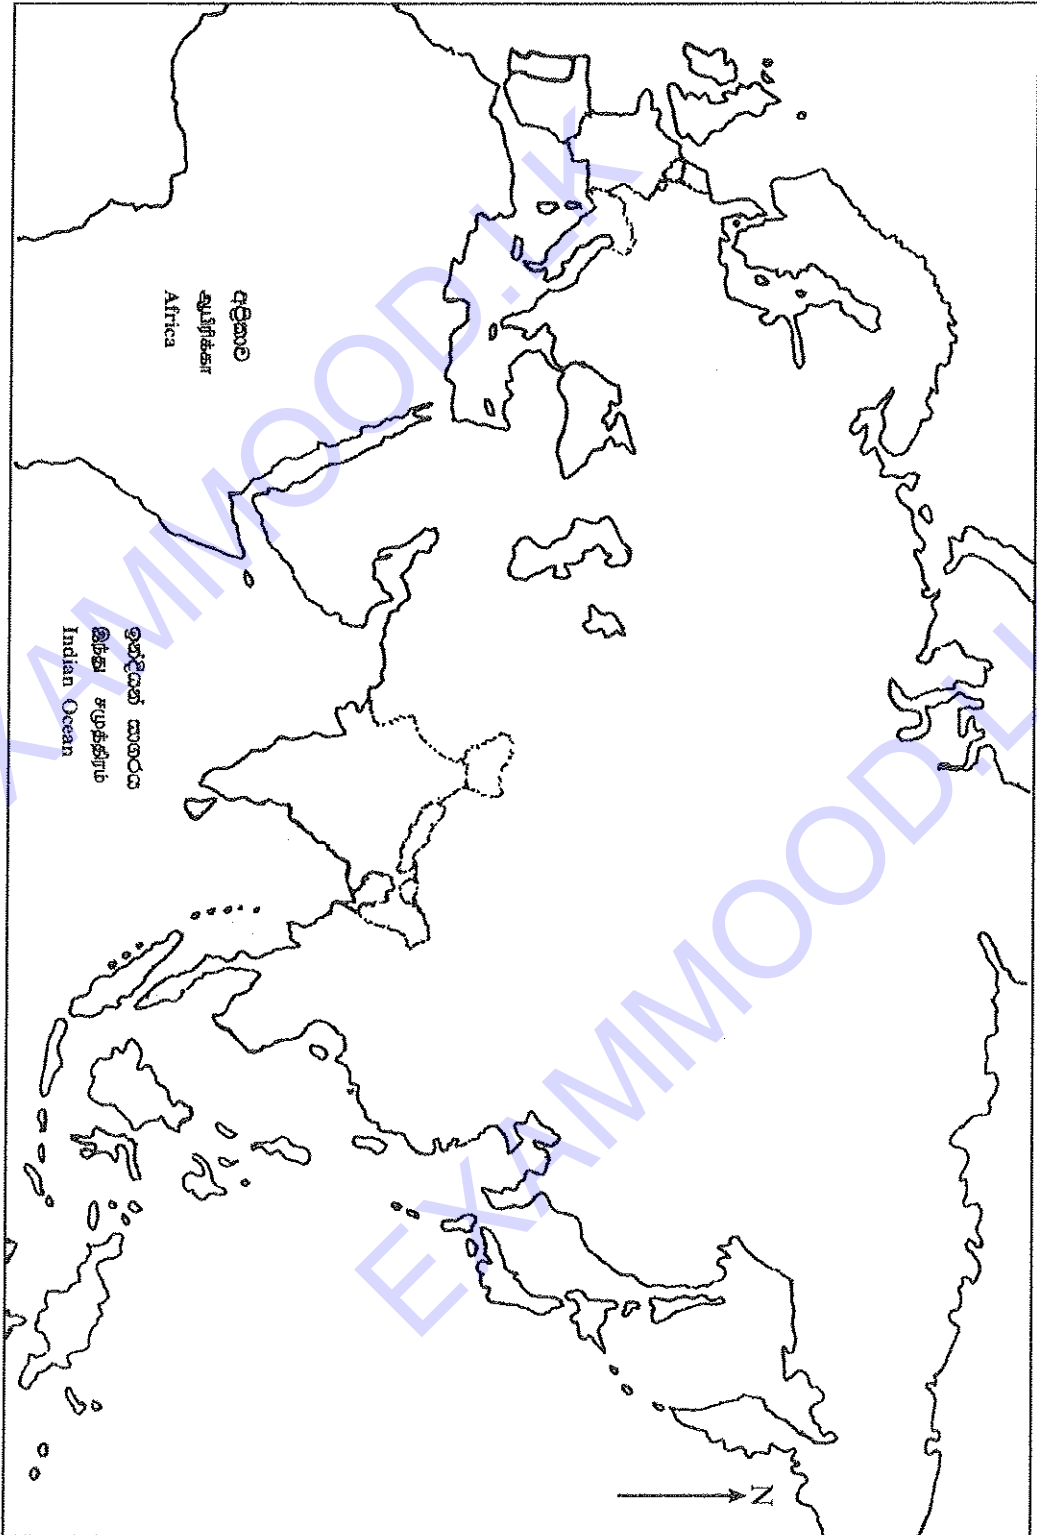 අප්‍රිකාව
ஆபிரிக்கா
Africa
ඉන්දියන් සාගරය
இந்து சமுத்திரம்
Indian Ocean
N
EXAMMOOD.LK
EXAMMOOD.LK